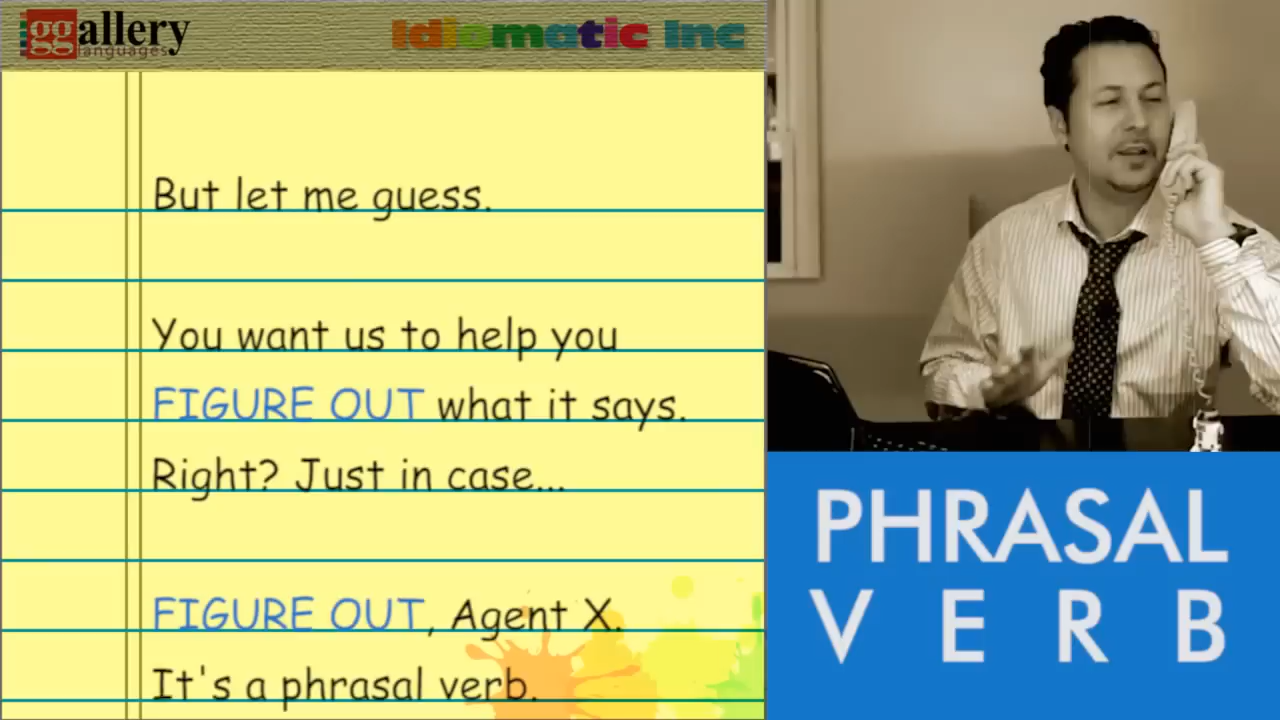 ggallery
languages
Idiomatic Inc
But let me guess.
You want us to help you
FIGURE OUT what it says.
Right? Just in case...
FIGURE OUT, Agent X.
It's a phrasal verb.
PHRASAL
VERB